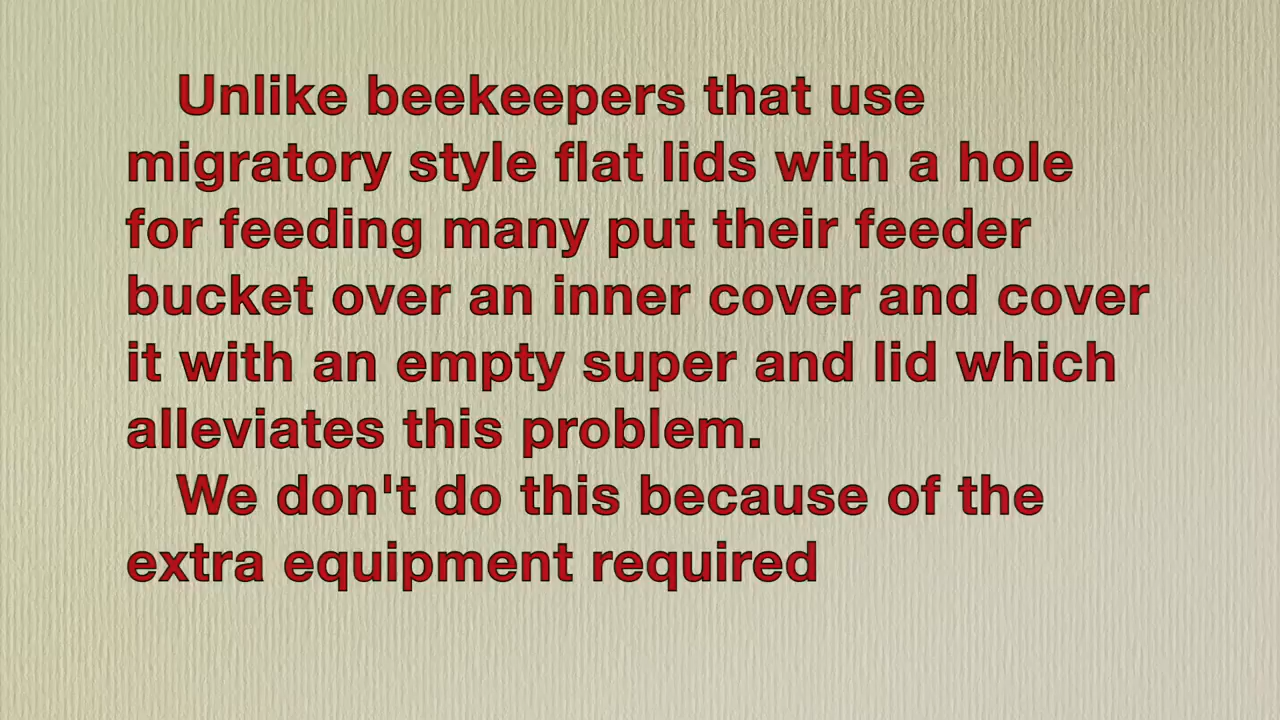 Unlike beekeepers that use
migratory style flat lids with a hole
for feeding many put their feeder
bucket over an inner cover and cover
it with an empty super and lid which
alleviates this problem.
We don't do this because of the
extra equipment required